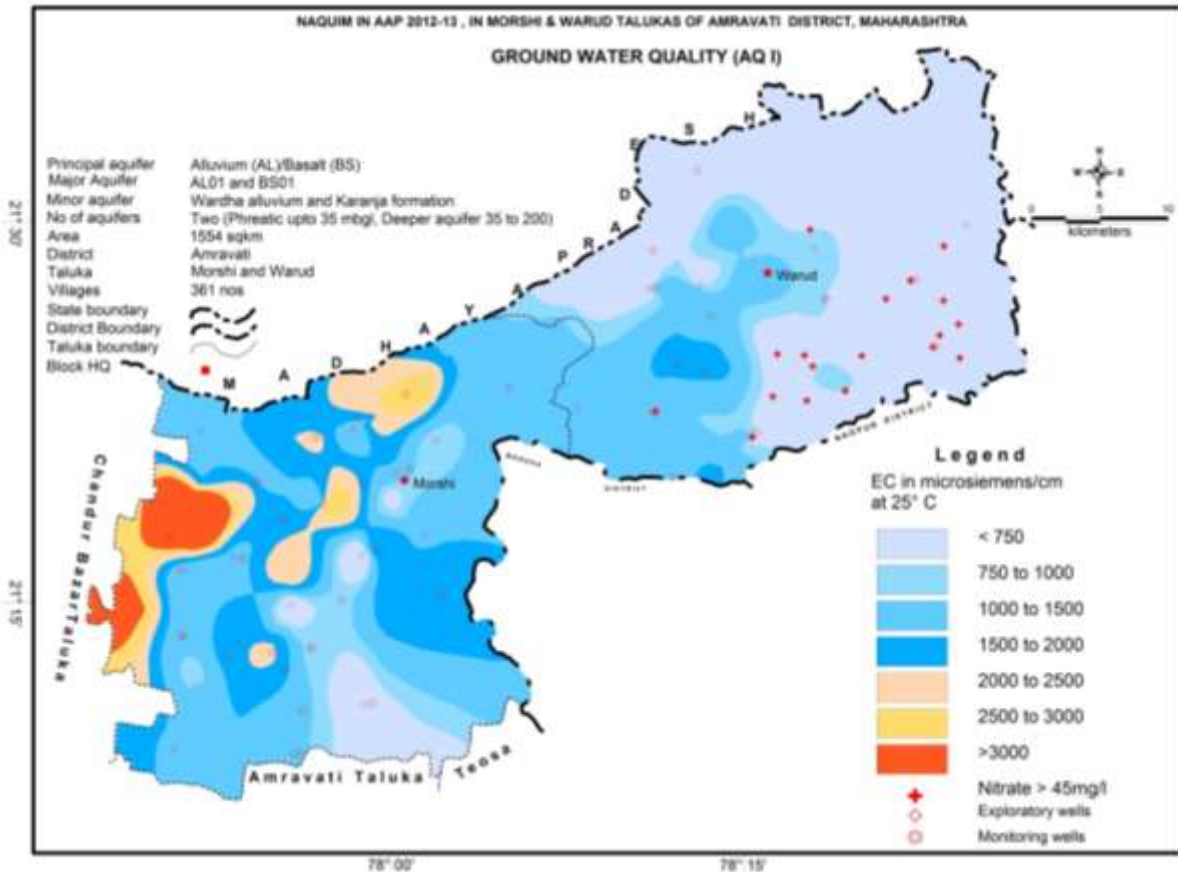 NAQUIM IN AAP 2012-13 , IN MORSHI & WARUD TALUKAS OF AMRAVATI DISTRICT, MAHARASHTRA
GROUND WATER QUALITY (AQ I)
Principal aquifer Alluvium (AL)/Basalt (BS)
Major Aquifer AL01 and BS01
Minor aquifer Wardha alluvium and Karanja formation
No of aquifers Two (Phreatic upto 35 mbgl, Deeper aquifer 35 to 200)
Area 1554 sqkm
District Amravati
Taluka Morshi and Warud
Villages 361 nos
State boundary
District Boundary
Taluka boundary
Block HQ
MADHAYAPRADESH
N
W E
S
0 5 10
kilometers
21° 30'
21° 15'
Warud
Morshi
NAGPUR DISTRICT
DISTRICT
Chandur BazarTaluka
Amravati Taluka
Teosa
Legend
EC in microsiemens/cm
at 25° C
< 750
750 to 1000
1000 to 1500
1500 to 2000
2000 to 2500
2500 to 3000
>3000
Nitrate > 45mg/l
Exploratory wells
Monitoring wells
78° 00'
78° 15'